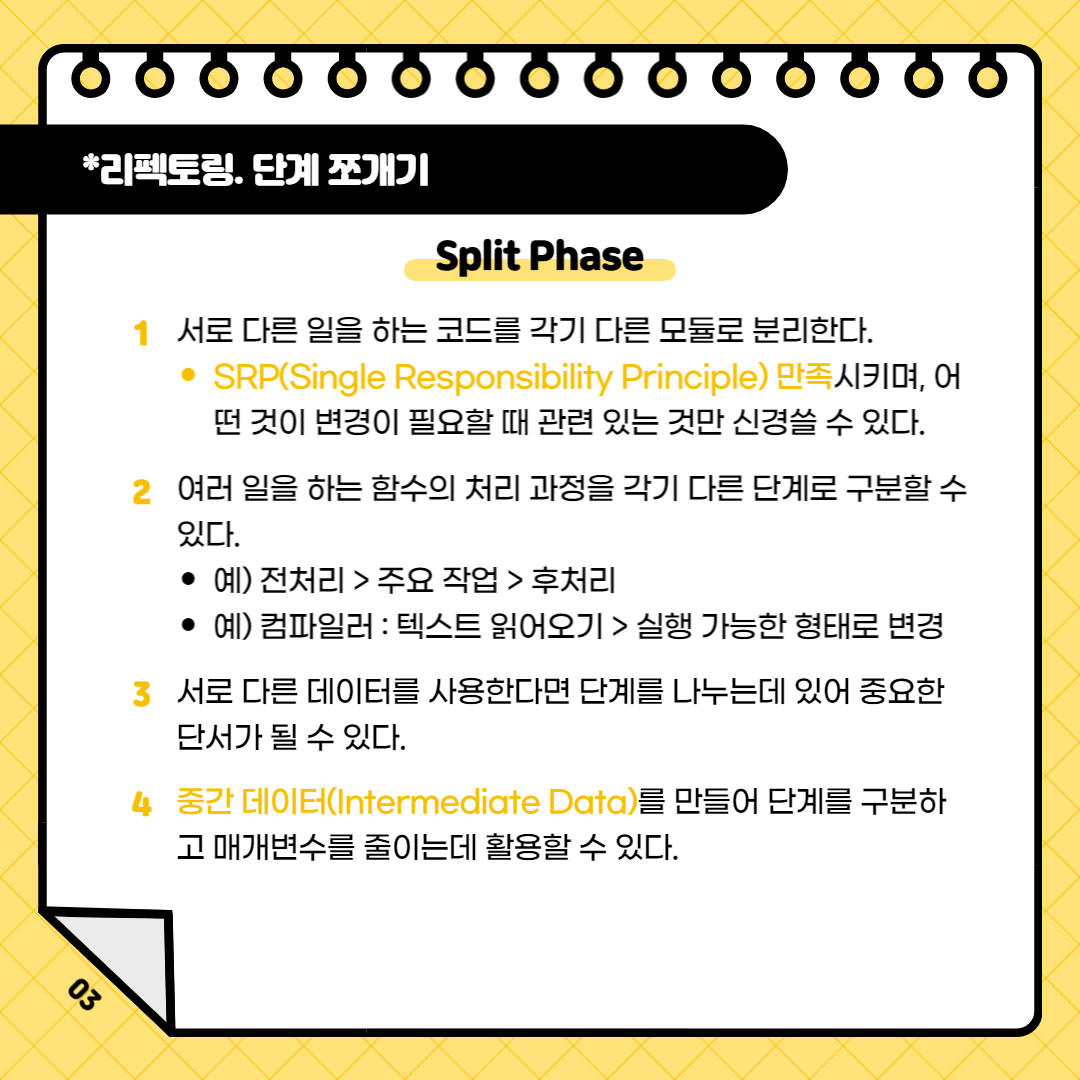 *리펙토링. 단계 쪼개기
Split Phase
1 서로 다른 일을 하는 코드를 각기 다른 모듈로 분리한다.
• SRP(Single Responsibility Principle) 만족시키며, 어
떤 것이 변경이 필요할 때 관련 있는 것만 신경쓸 수 있다.
2 여러 일을 하는 함수의 처리 과정을 각기 다른 단계로 구분할 수
있다.
• 예) 전처리 > 주요 작업 > 후처리
• 예) 컴파일러 : 텍스트 읽어오기 > 실행 가능한 형태로 변경
3 서로 다른 데이터를 사용한다면 단계를 나누는데 있어 중요한
단서가 될 수 있다.
4 중간 데이터(Intermediate Data)를 만들어 단계를 구분하
고 매개변수를 줄이는데 활용할 수 있다.
03